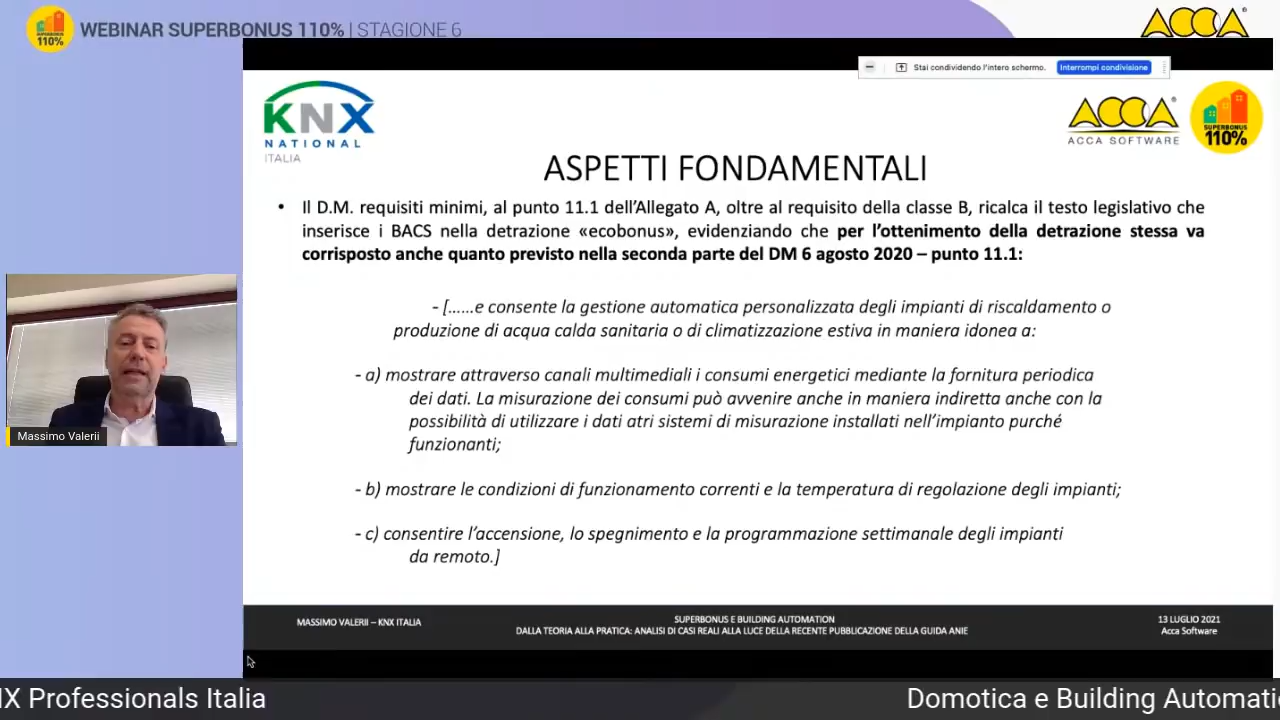 SUPERBONUS
110%
WEBINAR SUPERBONUS 110% | STAGIONE 6
ACCA
Stai condividendo l'intero schermo.
Interrompi condivisione
KNX
NATIONAL
ITALIA
ACCA
ACCA SOFTWARE
SUPERBONUS
110%
ASPETTI FONDAMENTALI
• Il D.M. requisiti minimi, al punto 11.1 dell'Allegato A, oltre al requisito della classe B, ricalca il testo legislativo che
inserisce i BACS nella detrazione «ecobonus», evidenziando che per l'ottenimento della detrazione stessa va
corrisposto anche quanto previsto nella seconda parte del DM 6 agosto 2020 – punto 11.1:
- [……e consente la gestione automatica personalizzata degli impianti di riscaldamento o
produzione di acqua calda sanitaria o di climatizzazione estiva in maniera idonea a:
- a) mostrare attraverso canali multimediali i consumi energetici mediante la fornitura periodica
dei dati. La misurazione dei consumi può avvenire anche in maniera indiretta anche con la
possibilità di utilizzare i dati atri sistemi di misurazione installati nell'impianto purché
funzionanti;
- b) mostrare le condizioni di funzionamento correnti e la temperatura di regolazione degli impianti;
- c) consentire l'accensione, lo spegnimento e la programmazione settimanale degli impianti
da remoto.]
Massimo Valerii
MASSIMO VALERII – KNX ITALIA
SUPERBONUS E BUILDING AUTOMATION
DALLA TEORIA ALLA PRATICA: ANALISI DI CASI REALI ALLA LUCE DELLA RECENTE PUBBLICAZIONE DELLA GUIDA ANIE
13 LUGLIO 2021
Acca Software
NX Professionals Italia
Domotica e Building Automati